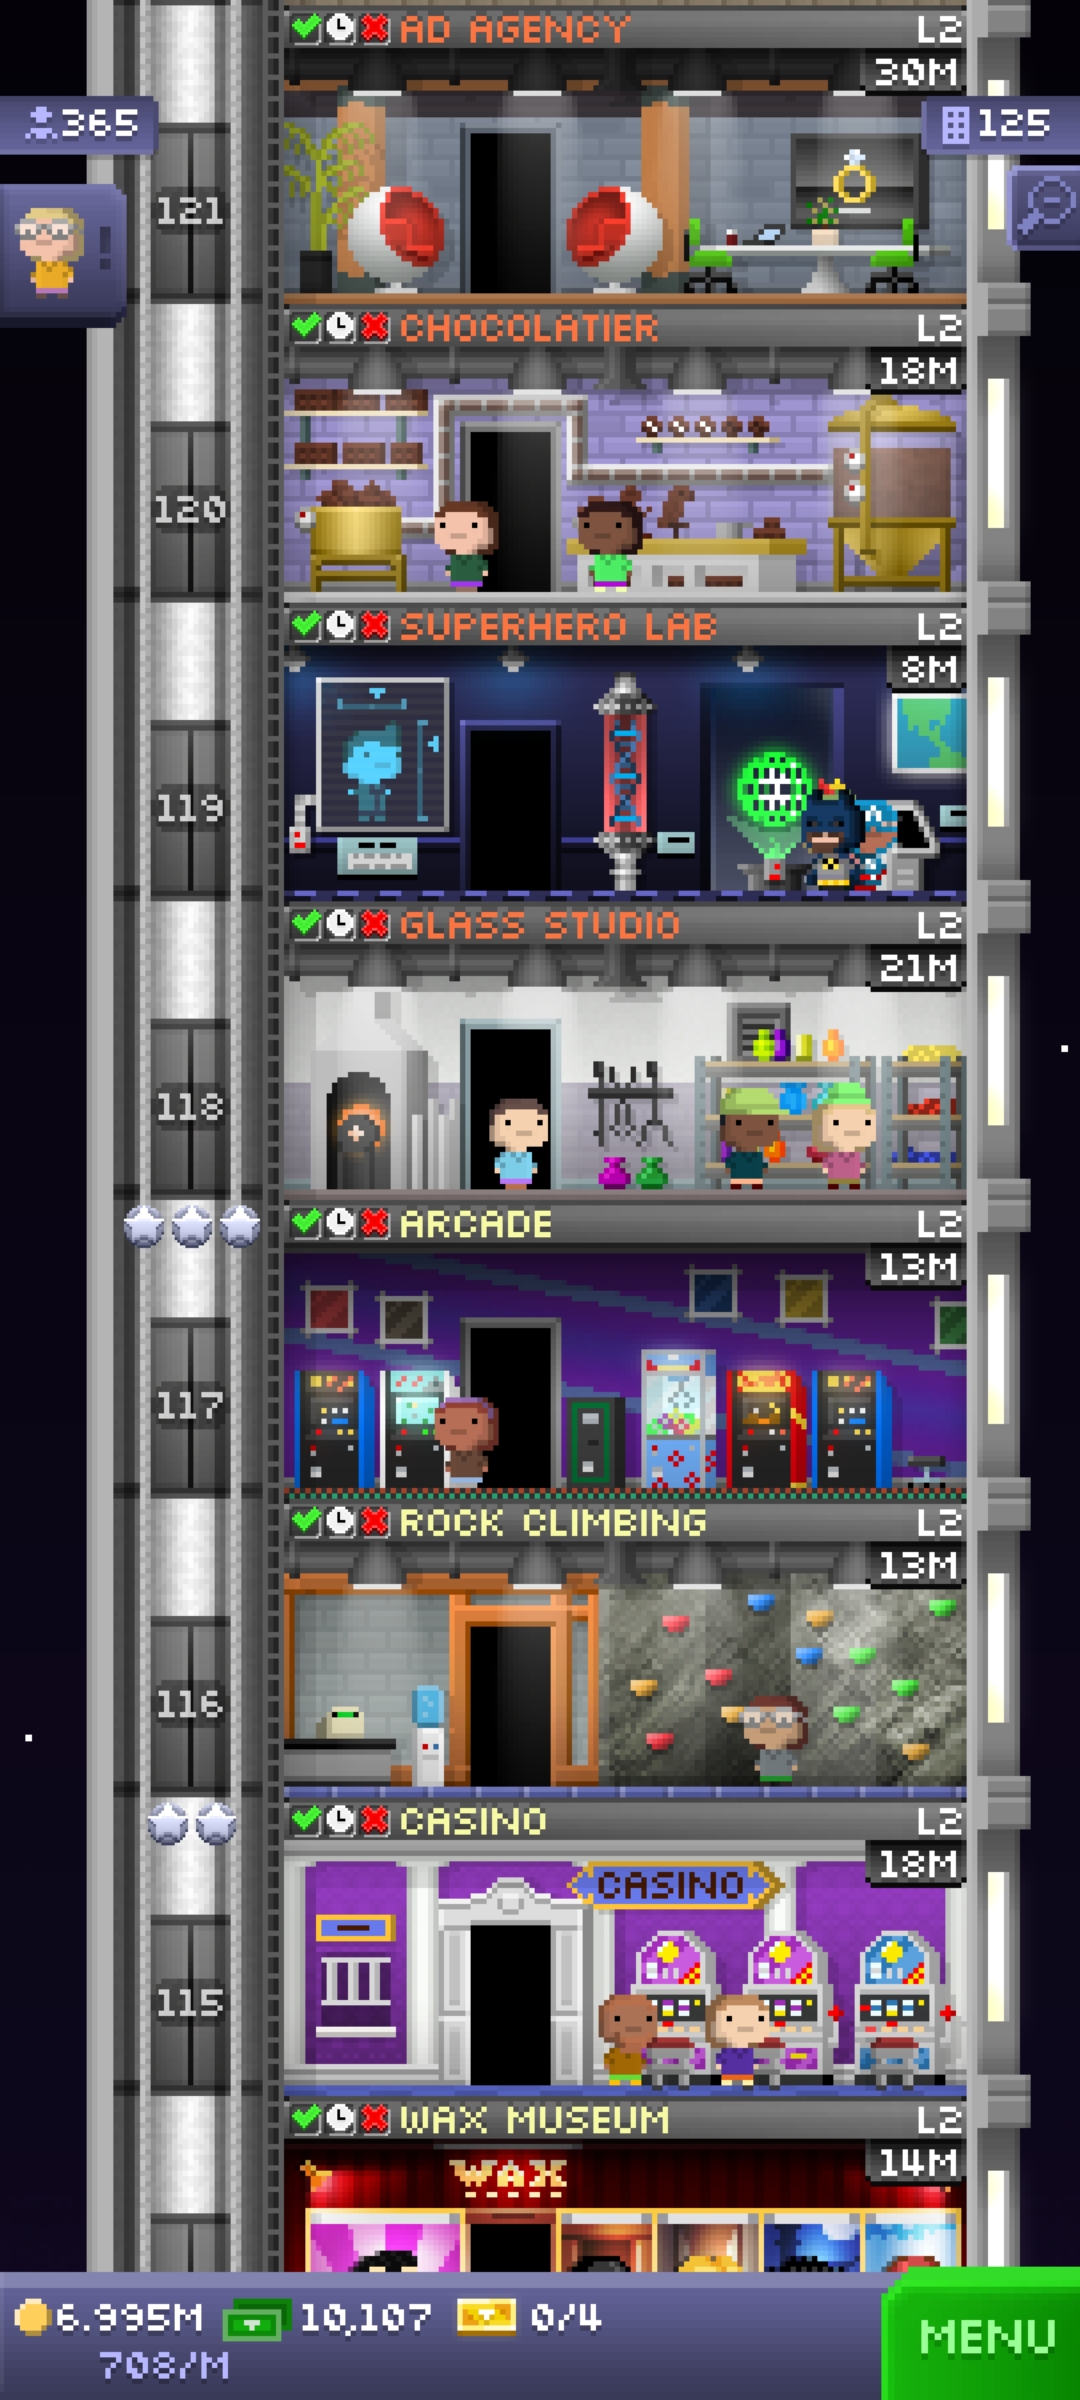 AD AGENCY L2
30M
365
125
121
CHOCOLATIER L2
18M
120
SUPERHERO LAB L2
8M
119
GLASS STUDIO L2
21M
118
ARCADE L2
13M
117
ROCK CLIMBING L2
13M
116
CASINO L2
18M
CASINO
115
WAX MUSEUM L2
14M
WAX
6.995M 10,107 0/4
708/M
MENU